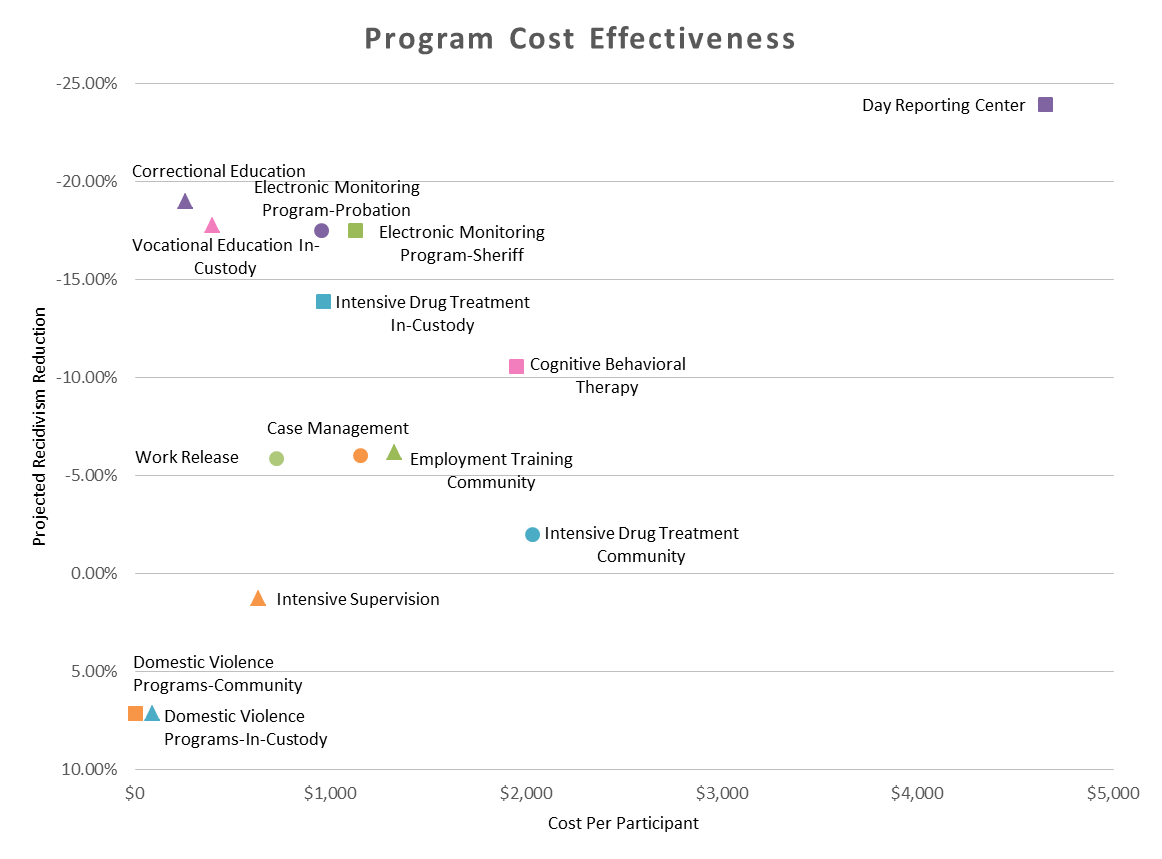 Program Cost Effectiveness
-25.00%
Day Reporting Center
Correctional Education
-20.00%
Electronic Monitoring
Program-Probation
Electronic Monitoring
Program-Sheriff
Vocational Education In-
Custody
-15.00%
Intensive Drug Treatment
In-Custody
Cognitive Behavioral
Therapy
-10.00%
Case Management
Work Release
Employment Training
Community
-5.00%
Intensive Drug Treatment
Community
0.00%
Intensive Supervision
Domestic Violence
Programs-Community
5.00%
Domestic Violence
Programs-In-Custody
10.00%
Projected Recidivism Reduction
$0
$1,000
$2,000
$3,000
$4,000
$5,000
Cost Per Participant